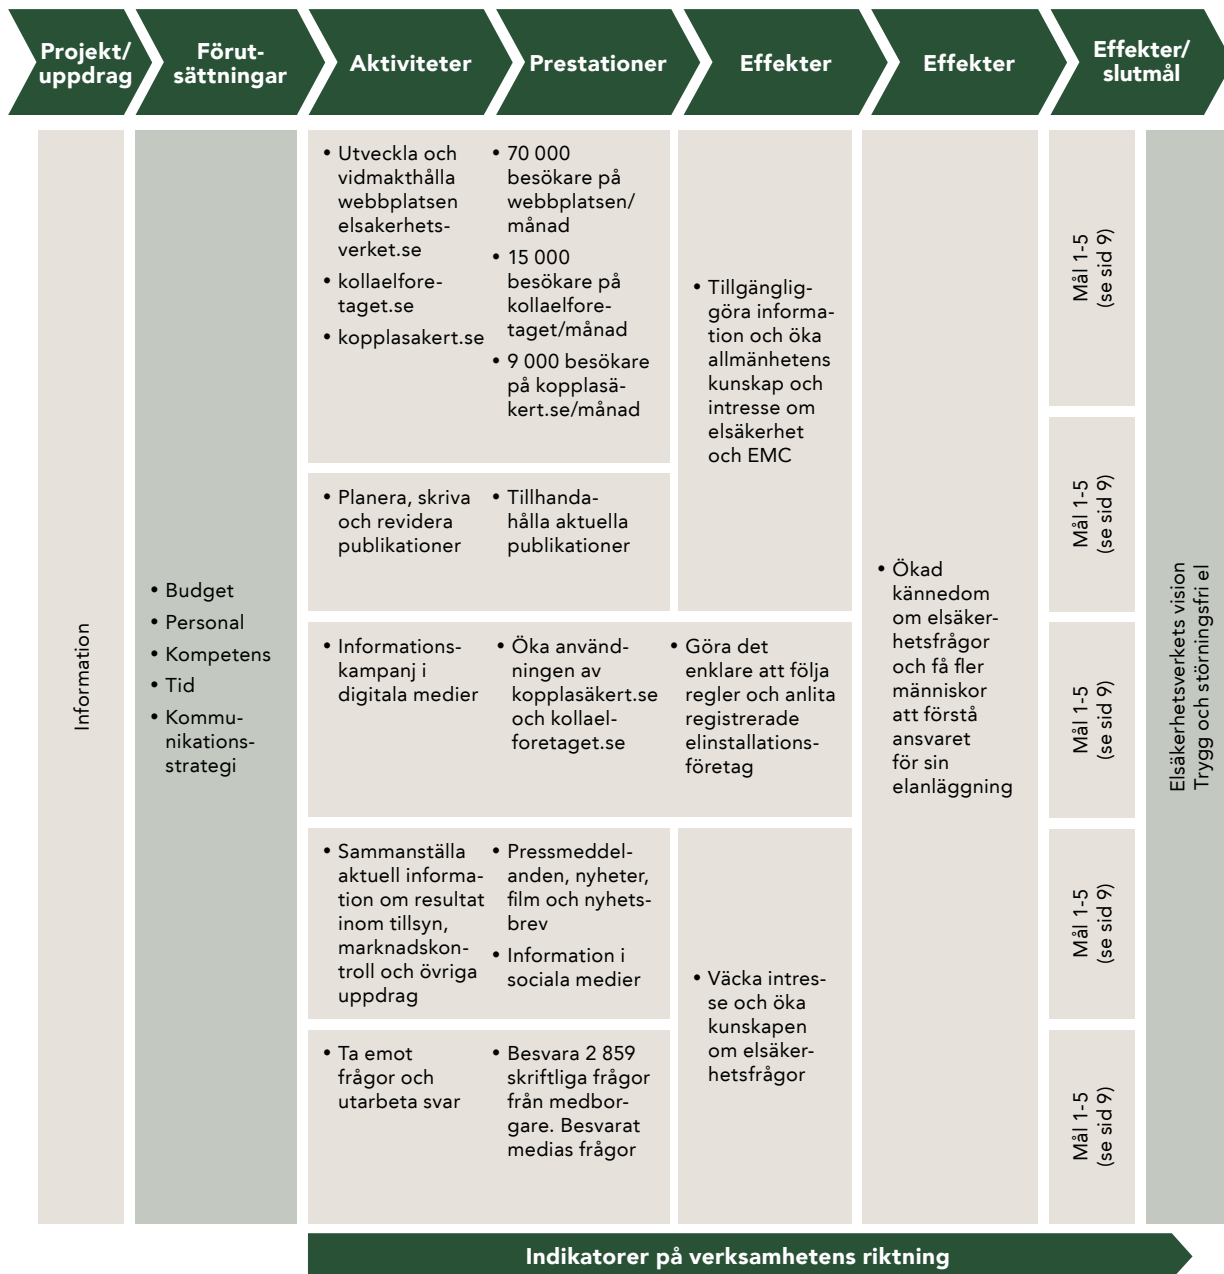 Projekt/
uppdrag
Förut-
sättningar
Aktiviteter
Prestationer
Effekter
Effekter
Effekter/
slutmål
Information
• Budget
• Personal
• Kompetens
• Tid
• Kommu-
nikations-
strategi
• Utveckla och
vidmakthålla
webbplatsen
elsakerhets-
verket.se
• kollaelfore-
taget.se
• kopplasakert.se
• 70 000
besökare på
webbplatsen/
månad
• 15 000
besökare på
kollaelfore-
taget/månad
• 9 000 besökare
på kopplasä-
kert.se/månad
• Planera, skriva
och revidera
publikationer
• Tillhanda-
hålla aktuella
publikationer
• Tillgänglig-
göra informa-
tion och öka
allmänhetens
kunskap och
intresse om
elsäkerhet
och EMC
• Informations-
kampanj i
digitala medier
• Öka använd-
ningen av
kopplasäkert.se
och kollael-
foretaget.se
• Göra det
enklare att följa
regler och anlita
registrerade
elinstallations-
företag
• Sammanställa
aktuell informa-
tion om resultat
inom tillsyn,
marknadskon-
troll och övriga
uppdrag
• Pressmeddel-
anden, nyheter,
film och nyhets-
brev
• Information i
sociala medier
• Ta emot
frågor och
utarbeta svar
• Besvara 2 859
skriftliga frågor
från medbor-
gare. Besvarat
medias frågor
• Väcka intres-
se och öka
kunskapen
om elsäker-
hetsfrågor
• Ökad
kännedom
om elsäker-
hetsfrågor
och få fler
människor
att förstå
ansvaret
för sin
elanläggning
Mål 1-5
(se sid 9)
Mål 1-5
(se sid 9)
Mål 1-5
(se sid 9)
Mål 1-5
(se sid 9)
Mål 1-5
(se sid 9)
Elsäkerhetsverkets vision
Trygg och störningsfri el
Indikatorer på verksamhetens riktning